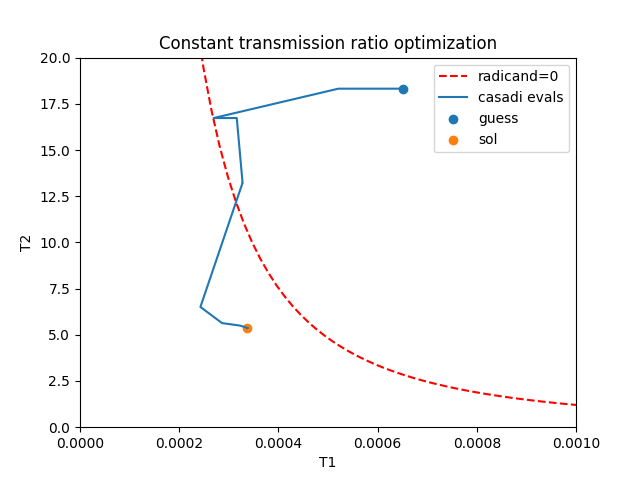 Constant transmission ratio optimization
20.0
17.5
15.0
12.5
10.0
7.5
5.0
2.5
0.0
T2
radicand=0
casadi evals
guess
sol
0.0000
0.0002
0.0004
0.0006
0.0008
0.0010
T1